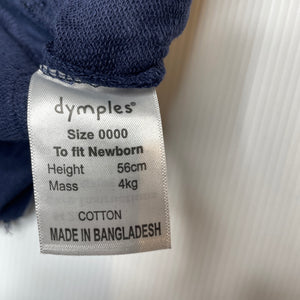 dymples®
Size 0000
To fit Newborn
Height 56cm
Mass 4kg
COTTON
MADE IN BANGLADESH